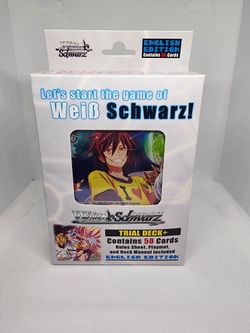 Weiß Schwarz
ENGLISH
EDITION
Contains 50 Cards
Let's start the game of
Weiß Schwarz!
Weiß Schwarz
TRIAL DECK+
Contains 50 Cards
Rules Sheet, Playmat,
and Deck Manual included
ENGLISH EDITION